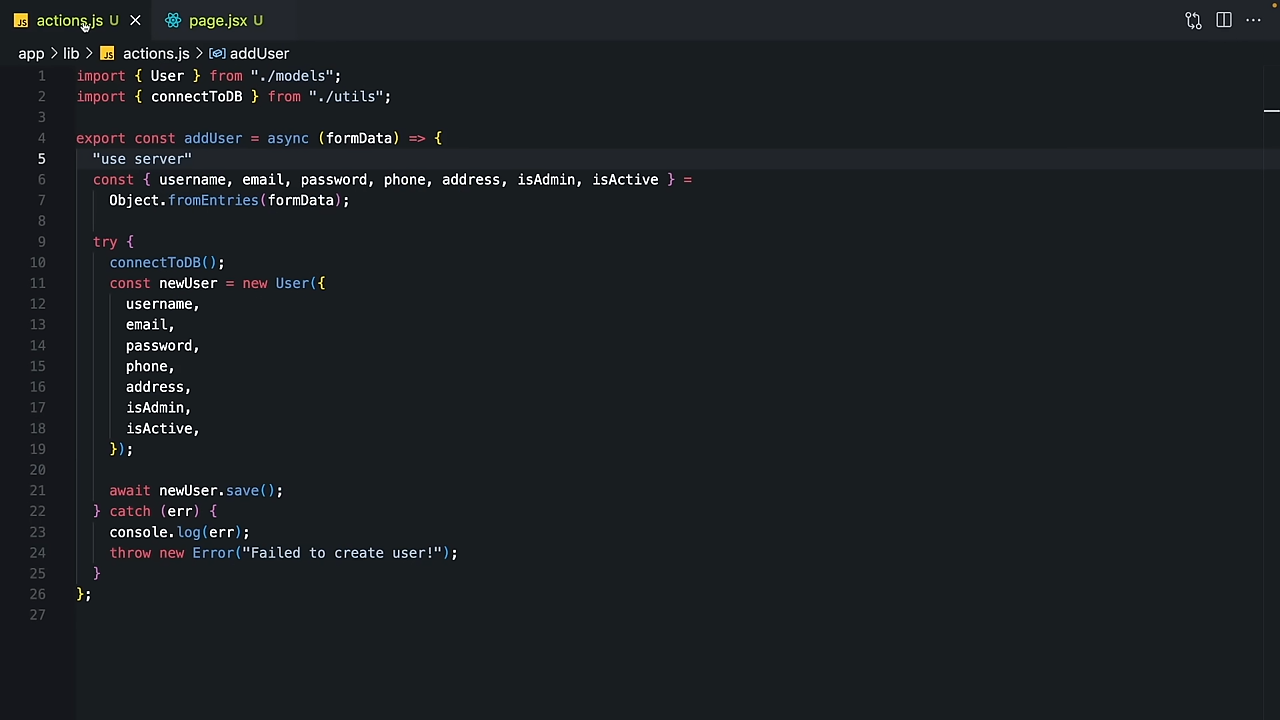 JS actions.js U × page.jsx U ···
app > lib > JS actions.js > addUser
1 import { User } from "./models";
2 import { connectToDB } from "./utils";
3
4 export const addUser = async (formData) => {
5 "use server"
6 const { username, email, password, phone, address, isAdmin, isActive } =
7 Object.fromEntries(formData);
8
9 try {
10 connectToDB();
11 const newUser = new User({
12 username,
13 email,
14 password,
15 phone,
16 address,
17 isAdmin,
18 isActive,
19 });
20
21 await newUser.save();
22 } catch (err) {
23 console.log(err);
24 throw new Error("Failed to create user!");
25 }
26 };
27